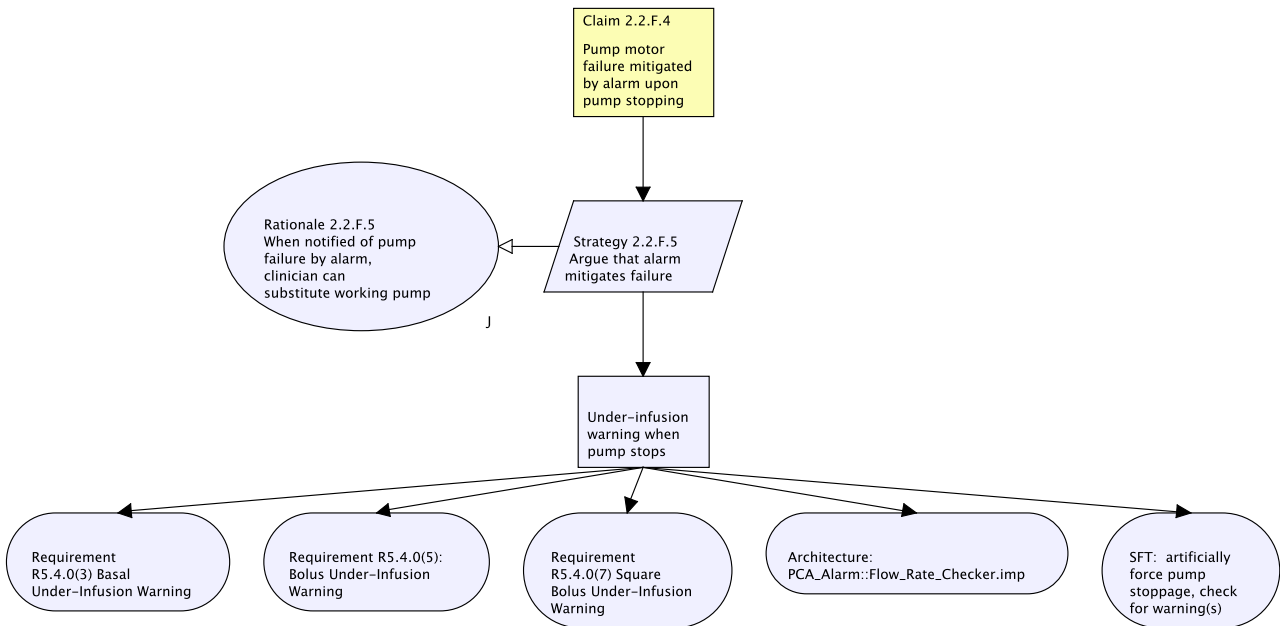 Claim 2.2.F.4
Pump motor
failure mitigated
by alarm upon
pump stopping
Rationale 2.2.F.5
When notified of pump
failure by alarm,
clinician can
substitute working pump
J
Strategy 2.2.F.5
Argue that alarm
mitigates failure
Under-infusion
warning when
pump stops
Requirement
R5.4.0(3) Basal
Under-Infusion Warning
Requirement R5.4.0(5):
Bolus Under-Infusion
Warning
Requirement
R5.4.0(7) Square
Bolus Under-Infusion
Warning
Architecture:
PCA_Alarm::Flow_Rate_Checker.imp
SFT:  artificially
force pump
stoppage, check
for warning(s)